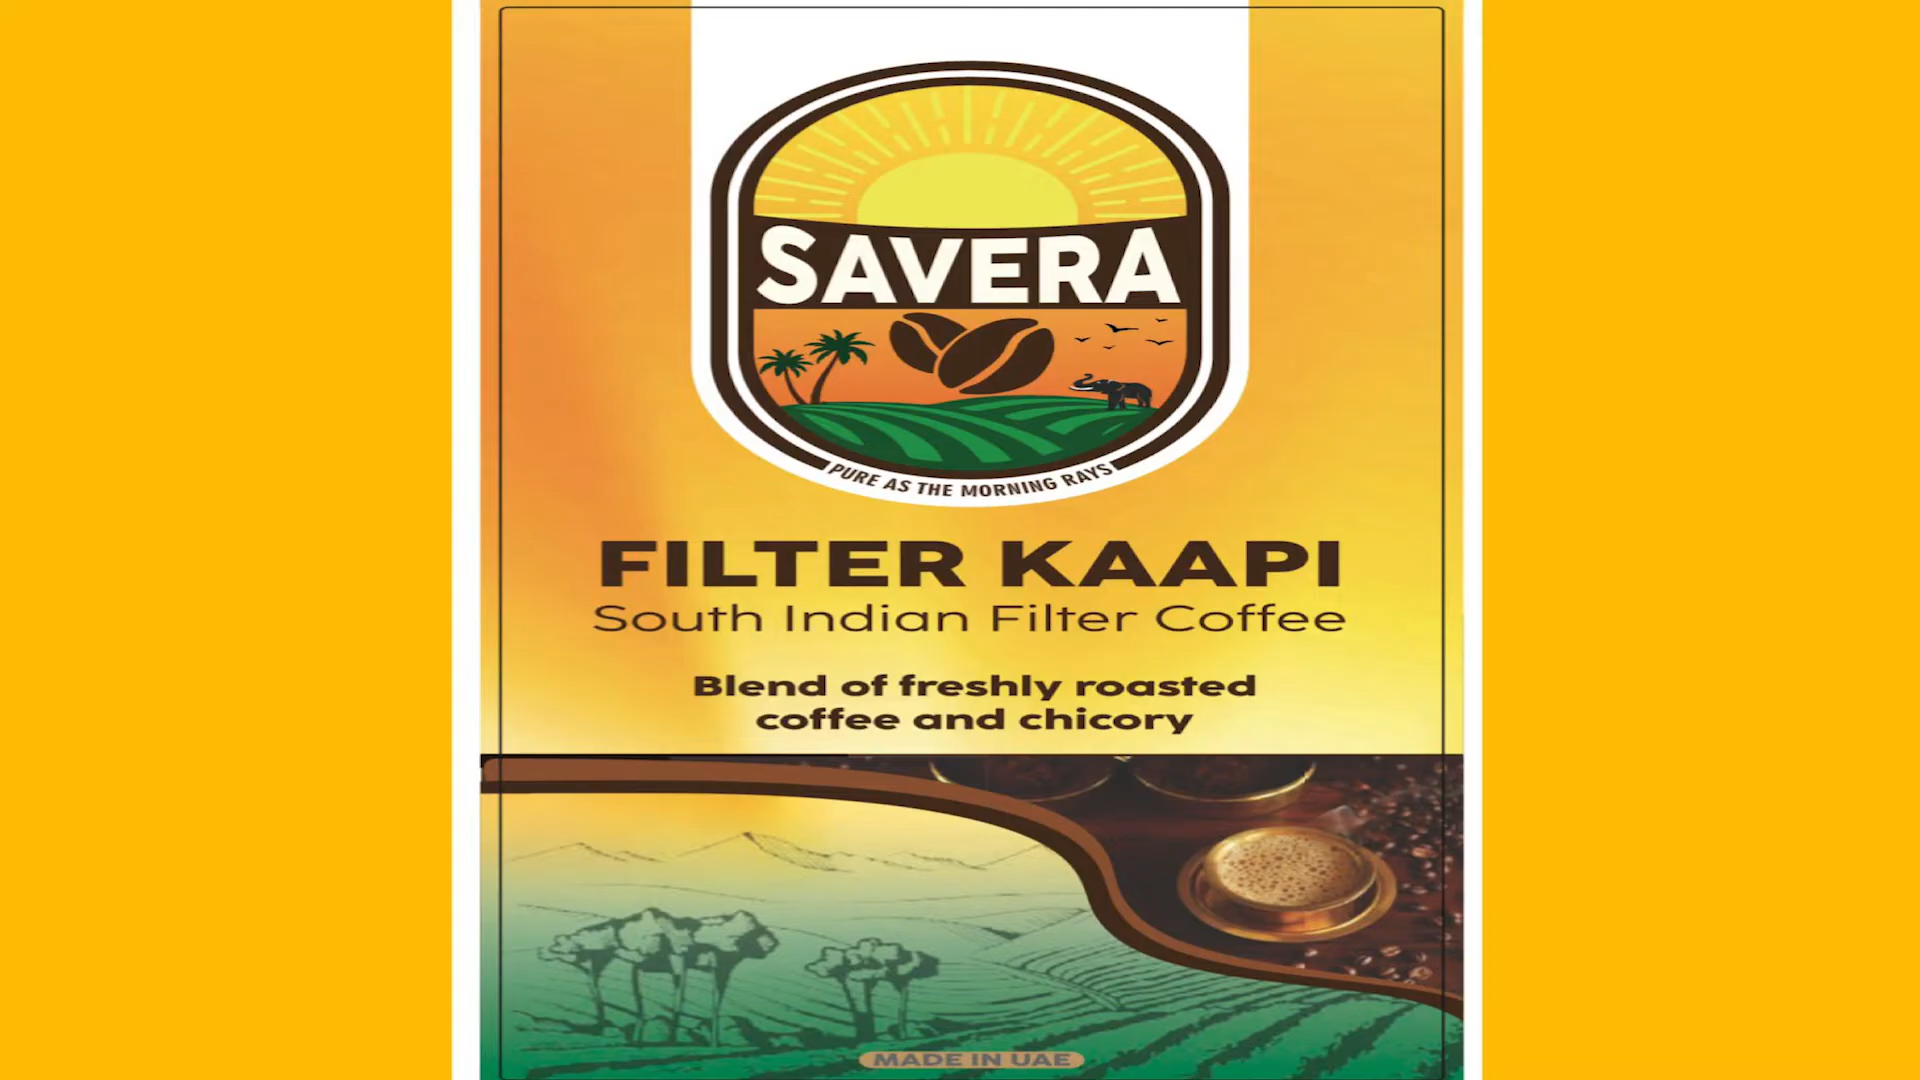 SAVERA
PURE AS THE MORNING RAYS
FILTER KAAPI
South Indian Filter Coffee
Blend of freshly roasted
coffee and chicory
MADE IN UAE